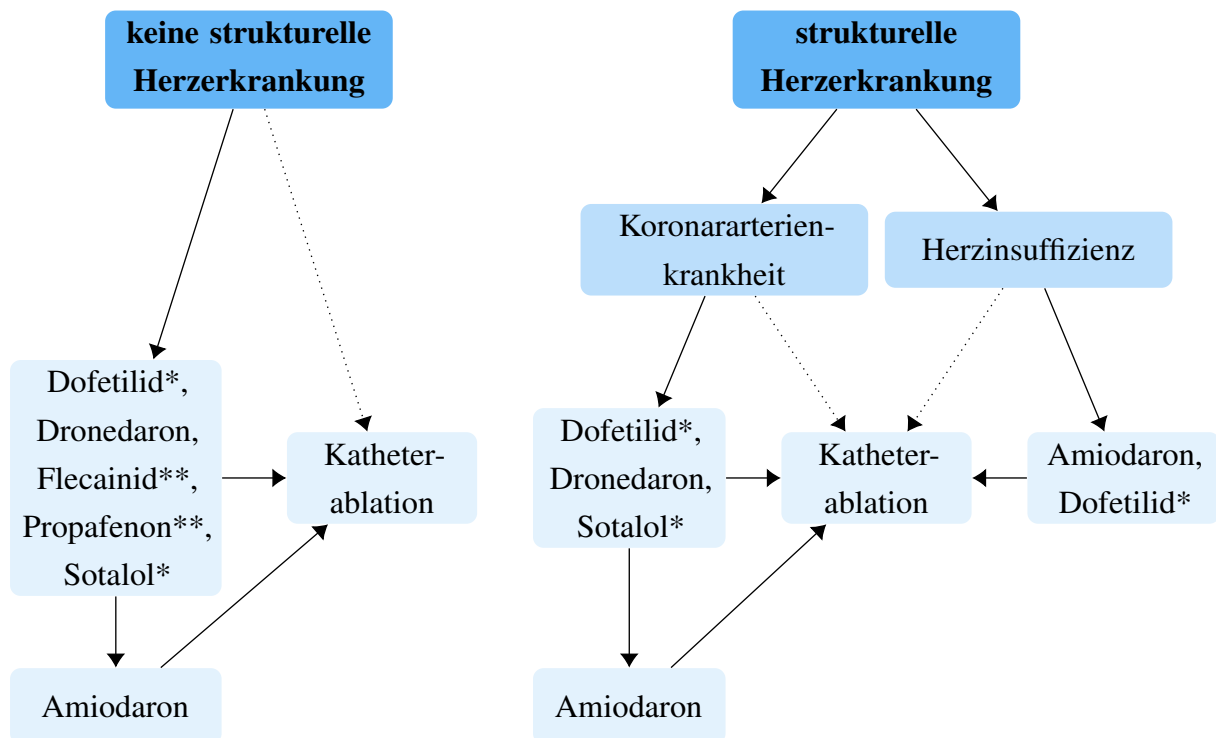 keine strukturelle
Herzerkrankung
strukturelle
Herzerkrankung
Koronararterien-
krankheit
Herzinsuffizienz
Dofetilid*,
Dronedaron,
Flecainid**,
Propafenon**,
Sotalol*
Katheter-
ablation
Dofetilid*,
Dronedaron,
Sotalol*
Katheter-
ablation
Amiodaron,
Dofetilid*
Amiodaron
Amiodaron